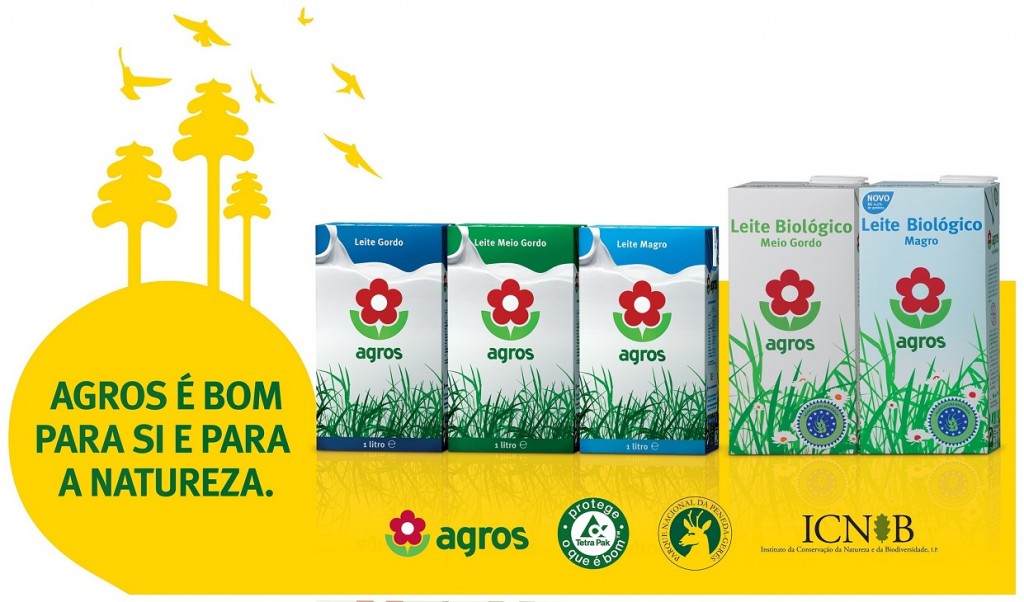 AGROS É BOM
PARA SI E PARA
A NATUREZA.
Leite Gordo
agros
1 litro e
Leite Meio Gordo
agros
1 litro e
Leite Magro
agros
1 litro e
Leite Biológico
Meio Gordo
agros
NOVO
Leite Biológico
Magro
agros
agros
protege
Tetra Pak
o que é bom
PARQUE NACIONAL DA PENEDA-GERÊS
ICNB
Instituto da Conservação da Natureza e da Biodiversidade, I.P.